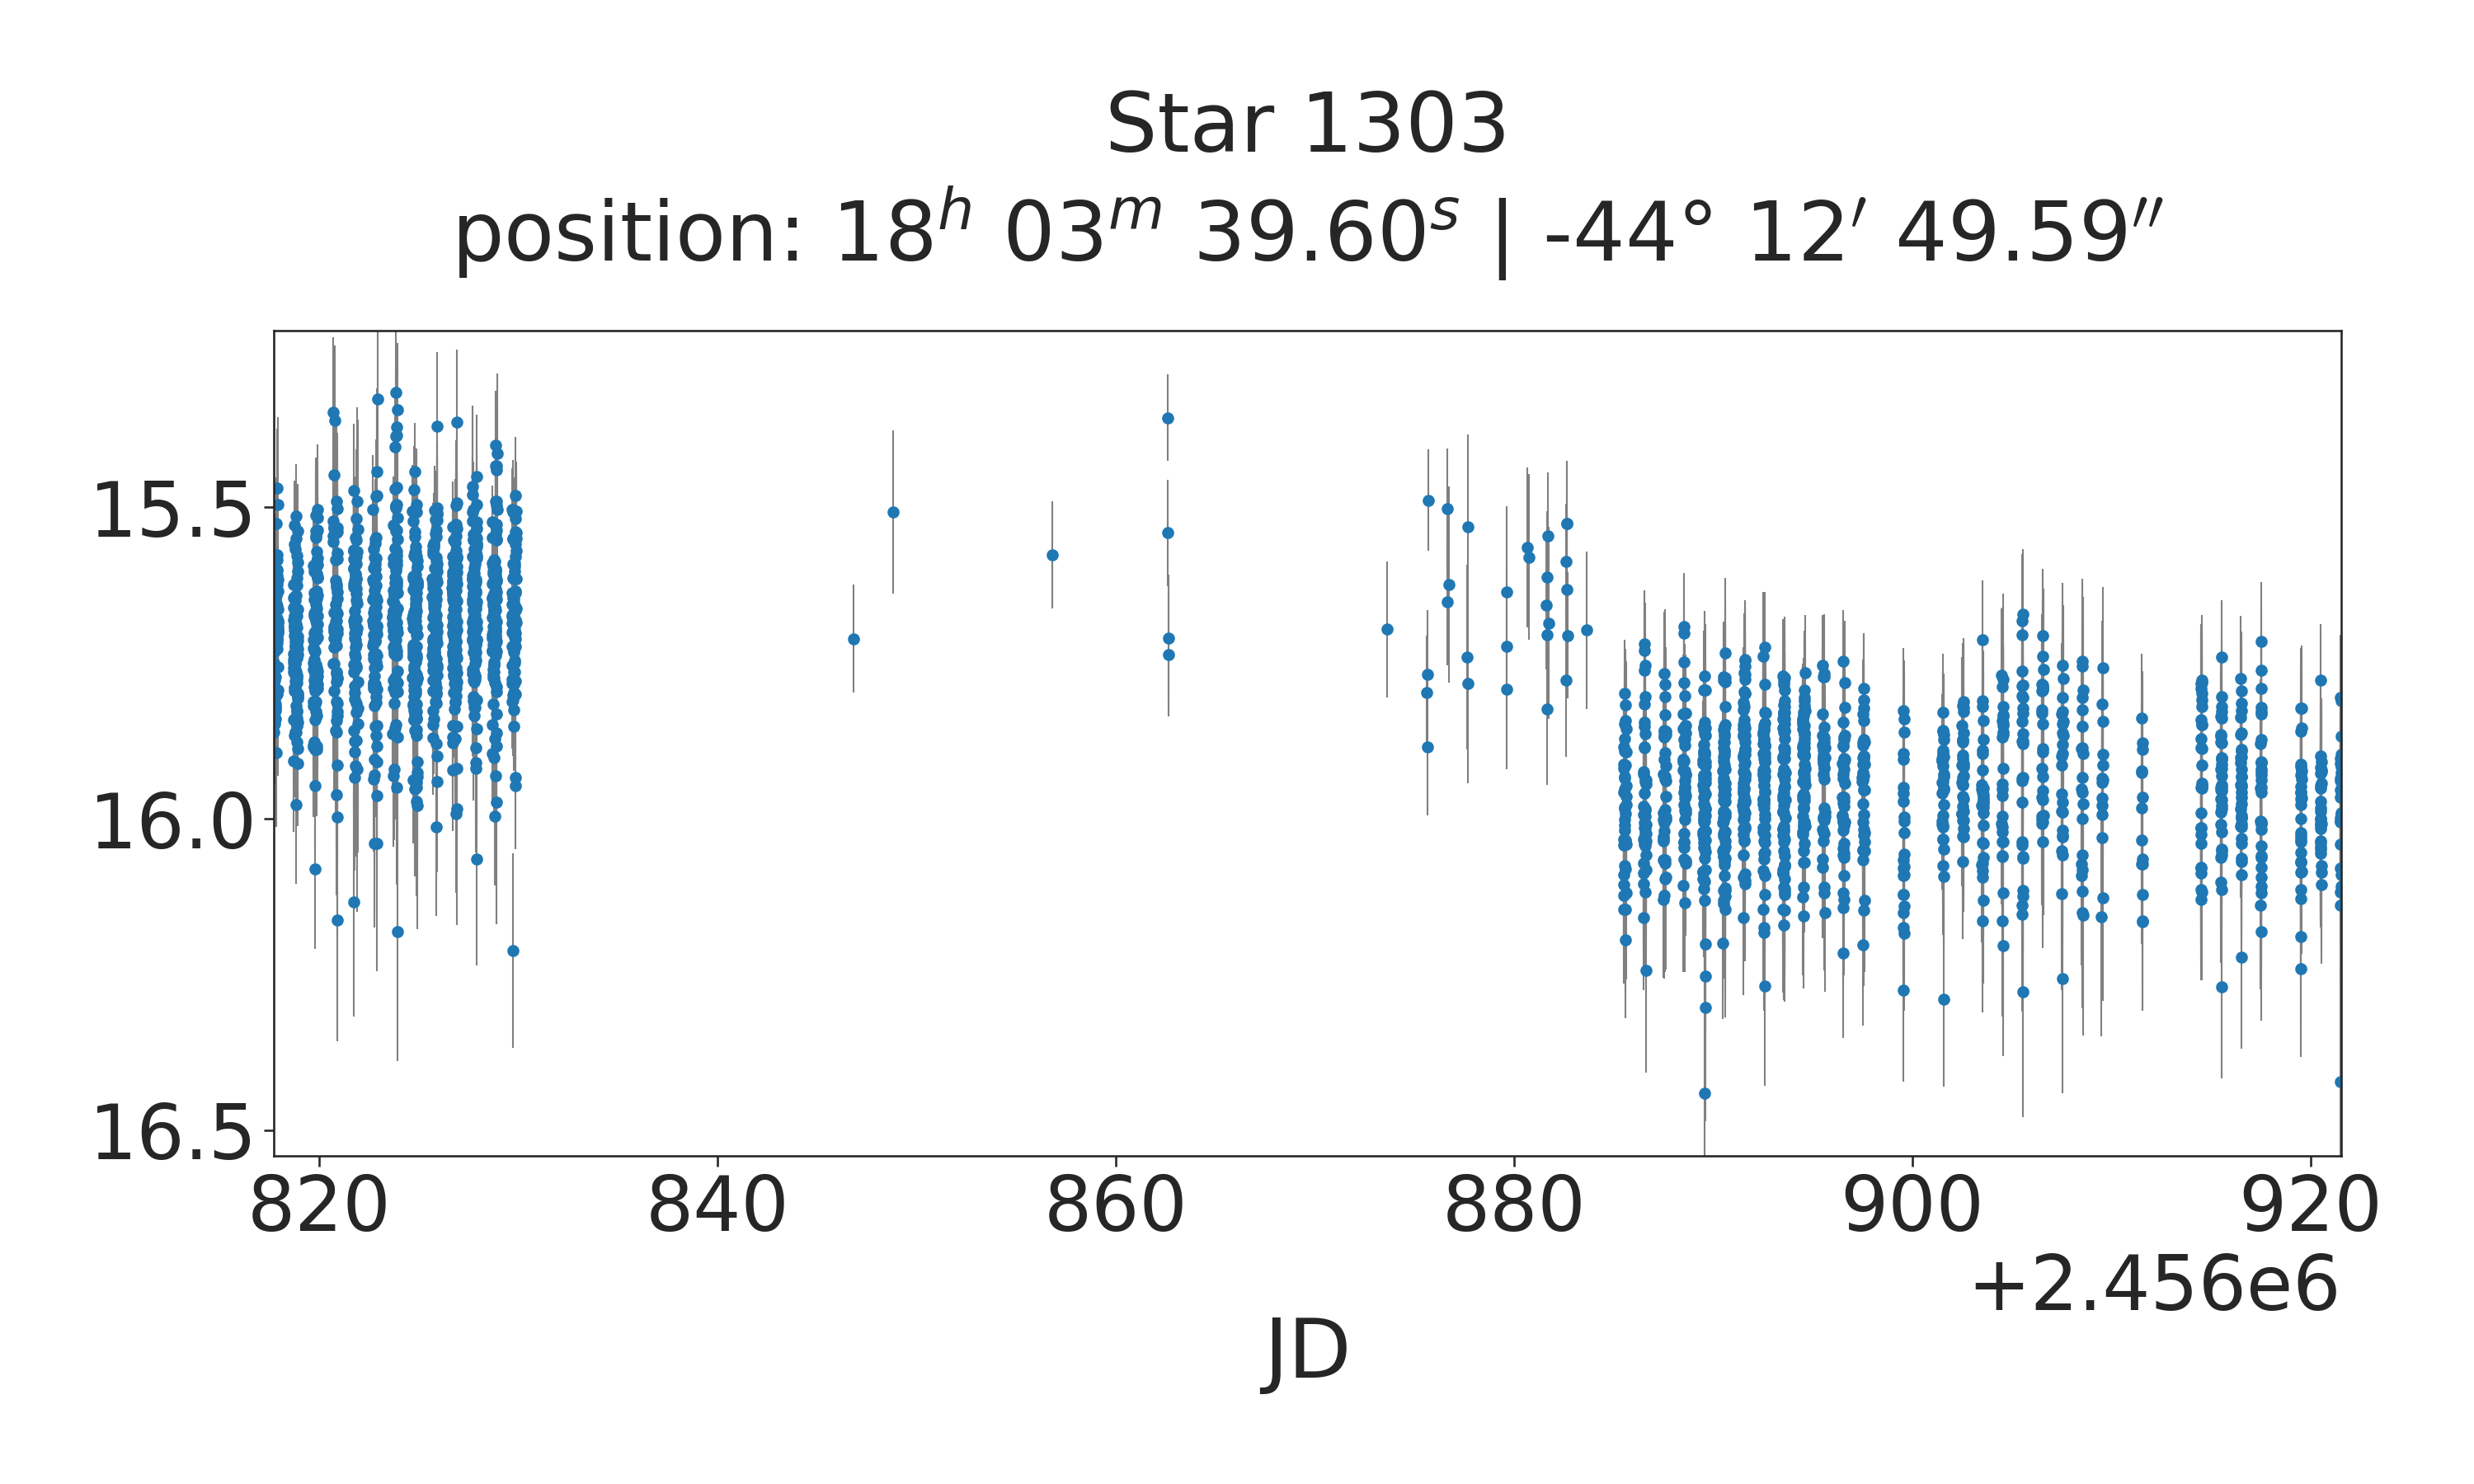 Star 1303
position: 18ʰ 03ᵐ 39.60ˢ | -44° 12′ 49.59″
15.5
16.0
16.5
820 840 860 880 900 920
+2.456e6
JD